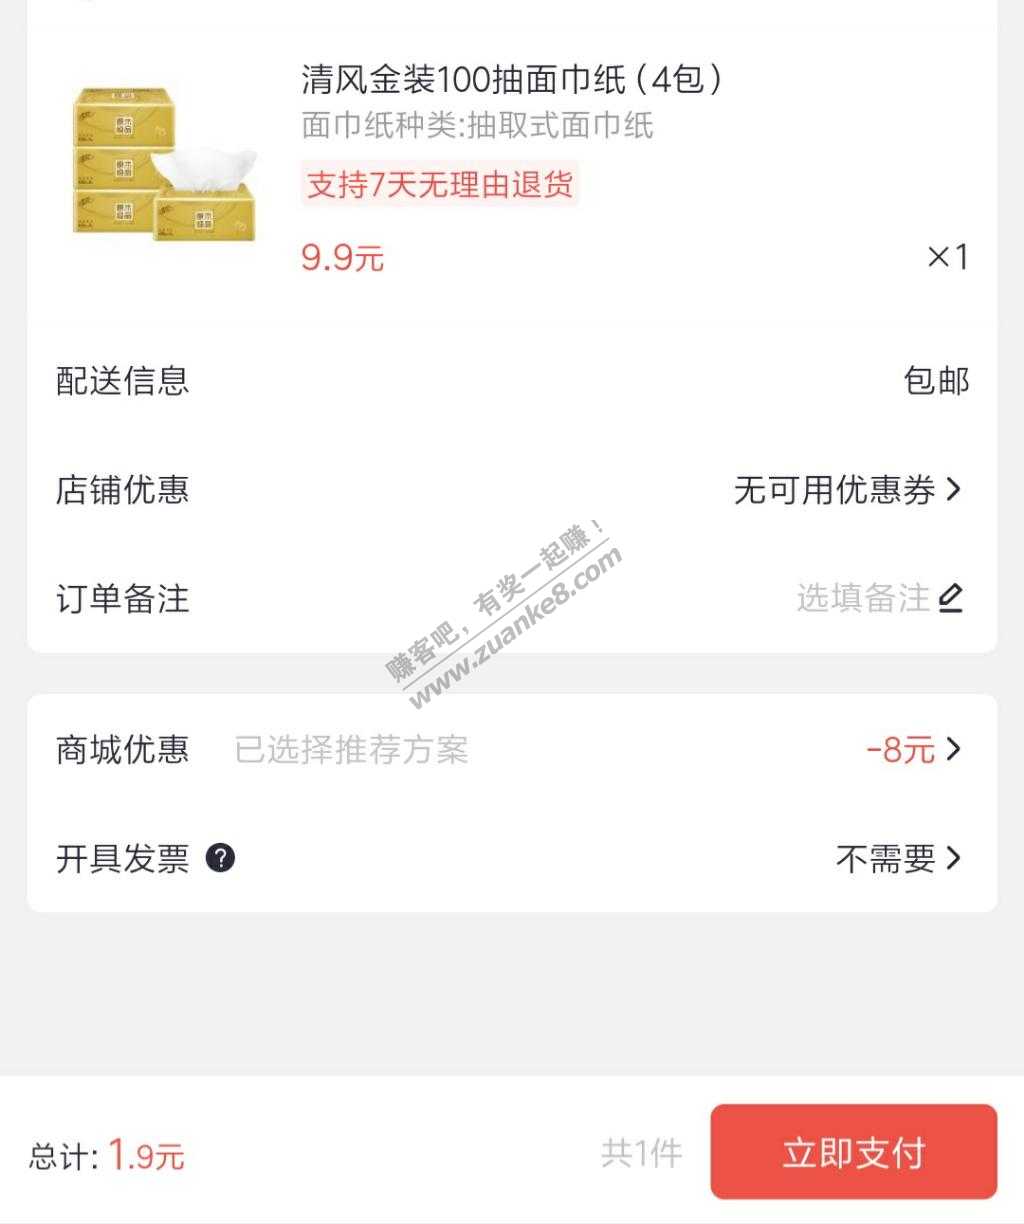 清风金装100抽面巾纸（4包）
面巾纸种类:抽取式面巾纸
支持7天无理由退货
9.9元
×1
配送信息
包邮
店铺优惠
无可用优惠券
订单备注
选填备注
赚客吧，有奖一起赚！
www.zuanke8.com
商城优惠
已选择推荐方案
-8元
开具发票 ?
不需要
总计: 1.9元
共1件
立即支付